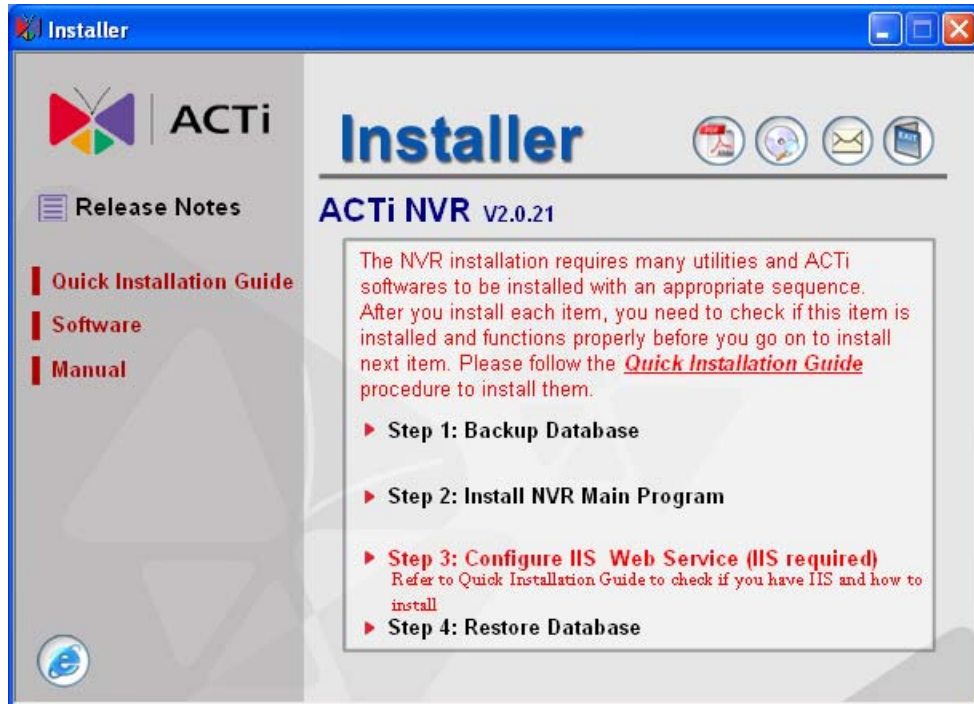 Installer
ACTi
Installer
Release Notes
Quick Installation Guide
Software
Manual
ACTi NVR V2.0.21
The NVR installation requires many utilities and ACTi
softwares to be installed with an appropriate sequence.
After you install each item, you need to check if this item is
installed and functions properly before you go on to install
next item. Please follow the Quick Installation Guide
procedure to install them.
Step 1: Backup Database
Step 2: Install NVR Main Program
Step 3: Configure IIS Web Service (IIS required)
Refer to Quick Installation Guide to check if you have IIS and how to
install
Step 4: Restore Database
EXIT